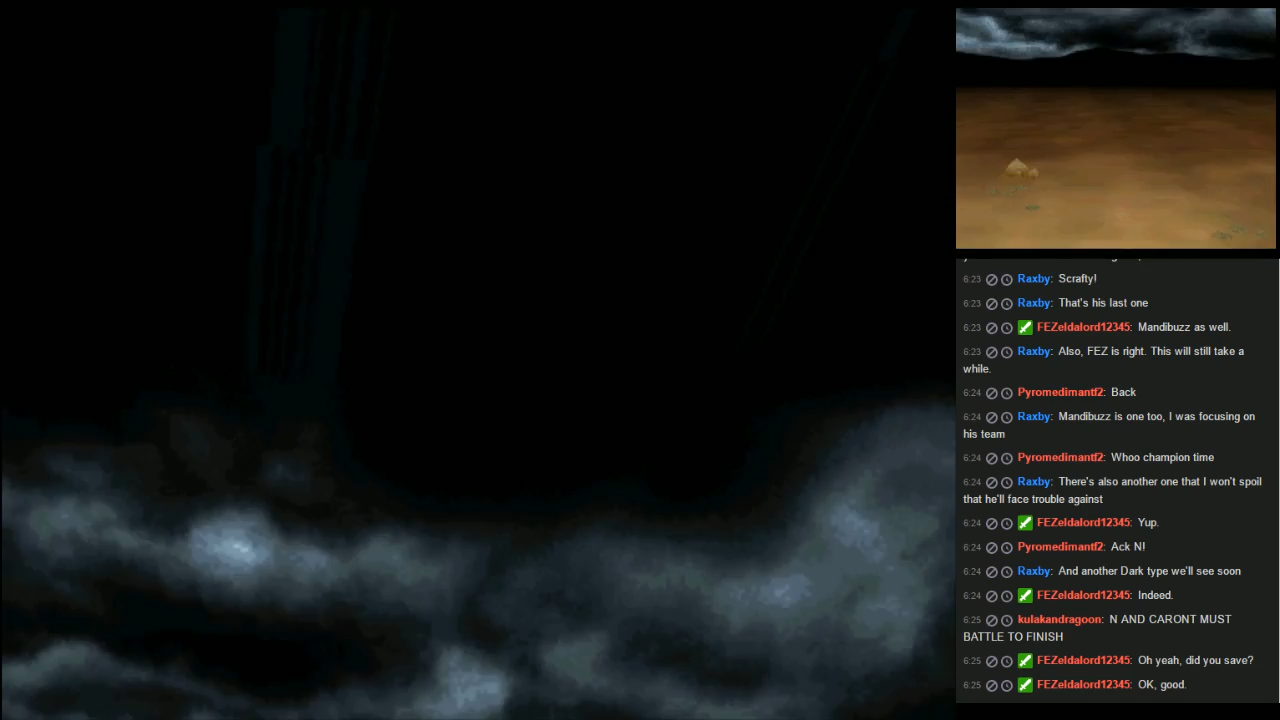 6:23 Raxby: Scrafty!
6:23 Raxby: That's his last one
6:23 FEZeldalord12345: Mandibuzz as well.
6:23 Raxby: Also, FEZ is right. This will still take a
while.
6:24 Pyromedimantf2: Back
6:24 Raxby: Mandibuzz is one too, I was focusing on
his team
6:24 Pyromedimantf2: Whoo champion time
6:24 Raxby: There's also another one that I won't spoil
that he'll face trouble against
6:24 FEZeldalord12345: Yup.
6:24 Pyromedimantf2: Ack N!
6:24 Raxby: And another Dark type we'll see soon
6:24 FEZeldalord12345: Indeed.
6:25 kulakandragoon: N AND CARONT MUST
BATTLE TO FINISH
6:25 FEZeldalord12345: Oh yeah, did you save?
6:25 FEZeldalord12345: OK, good.